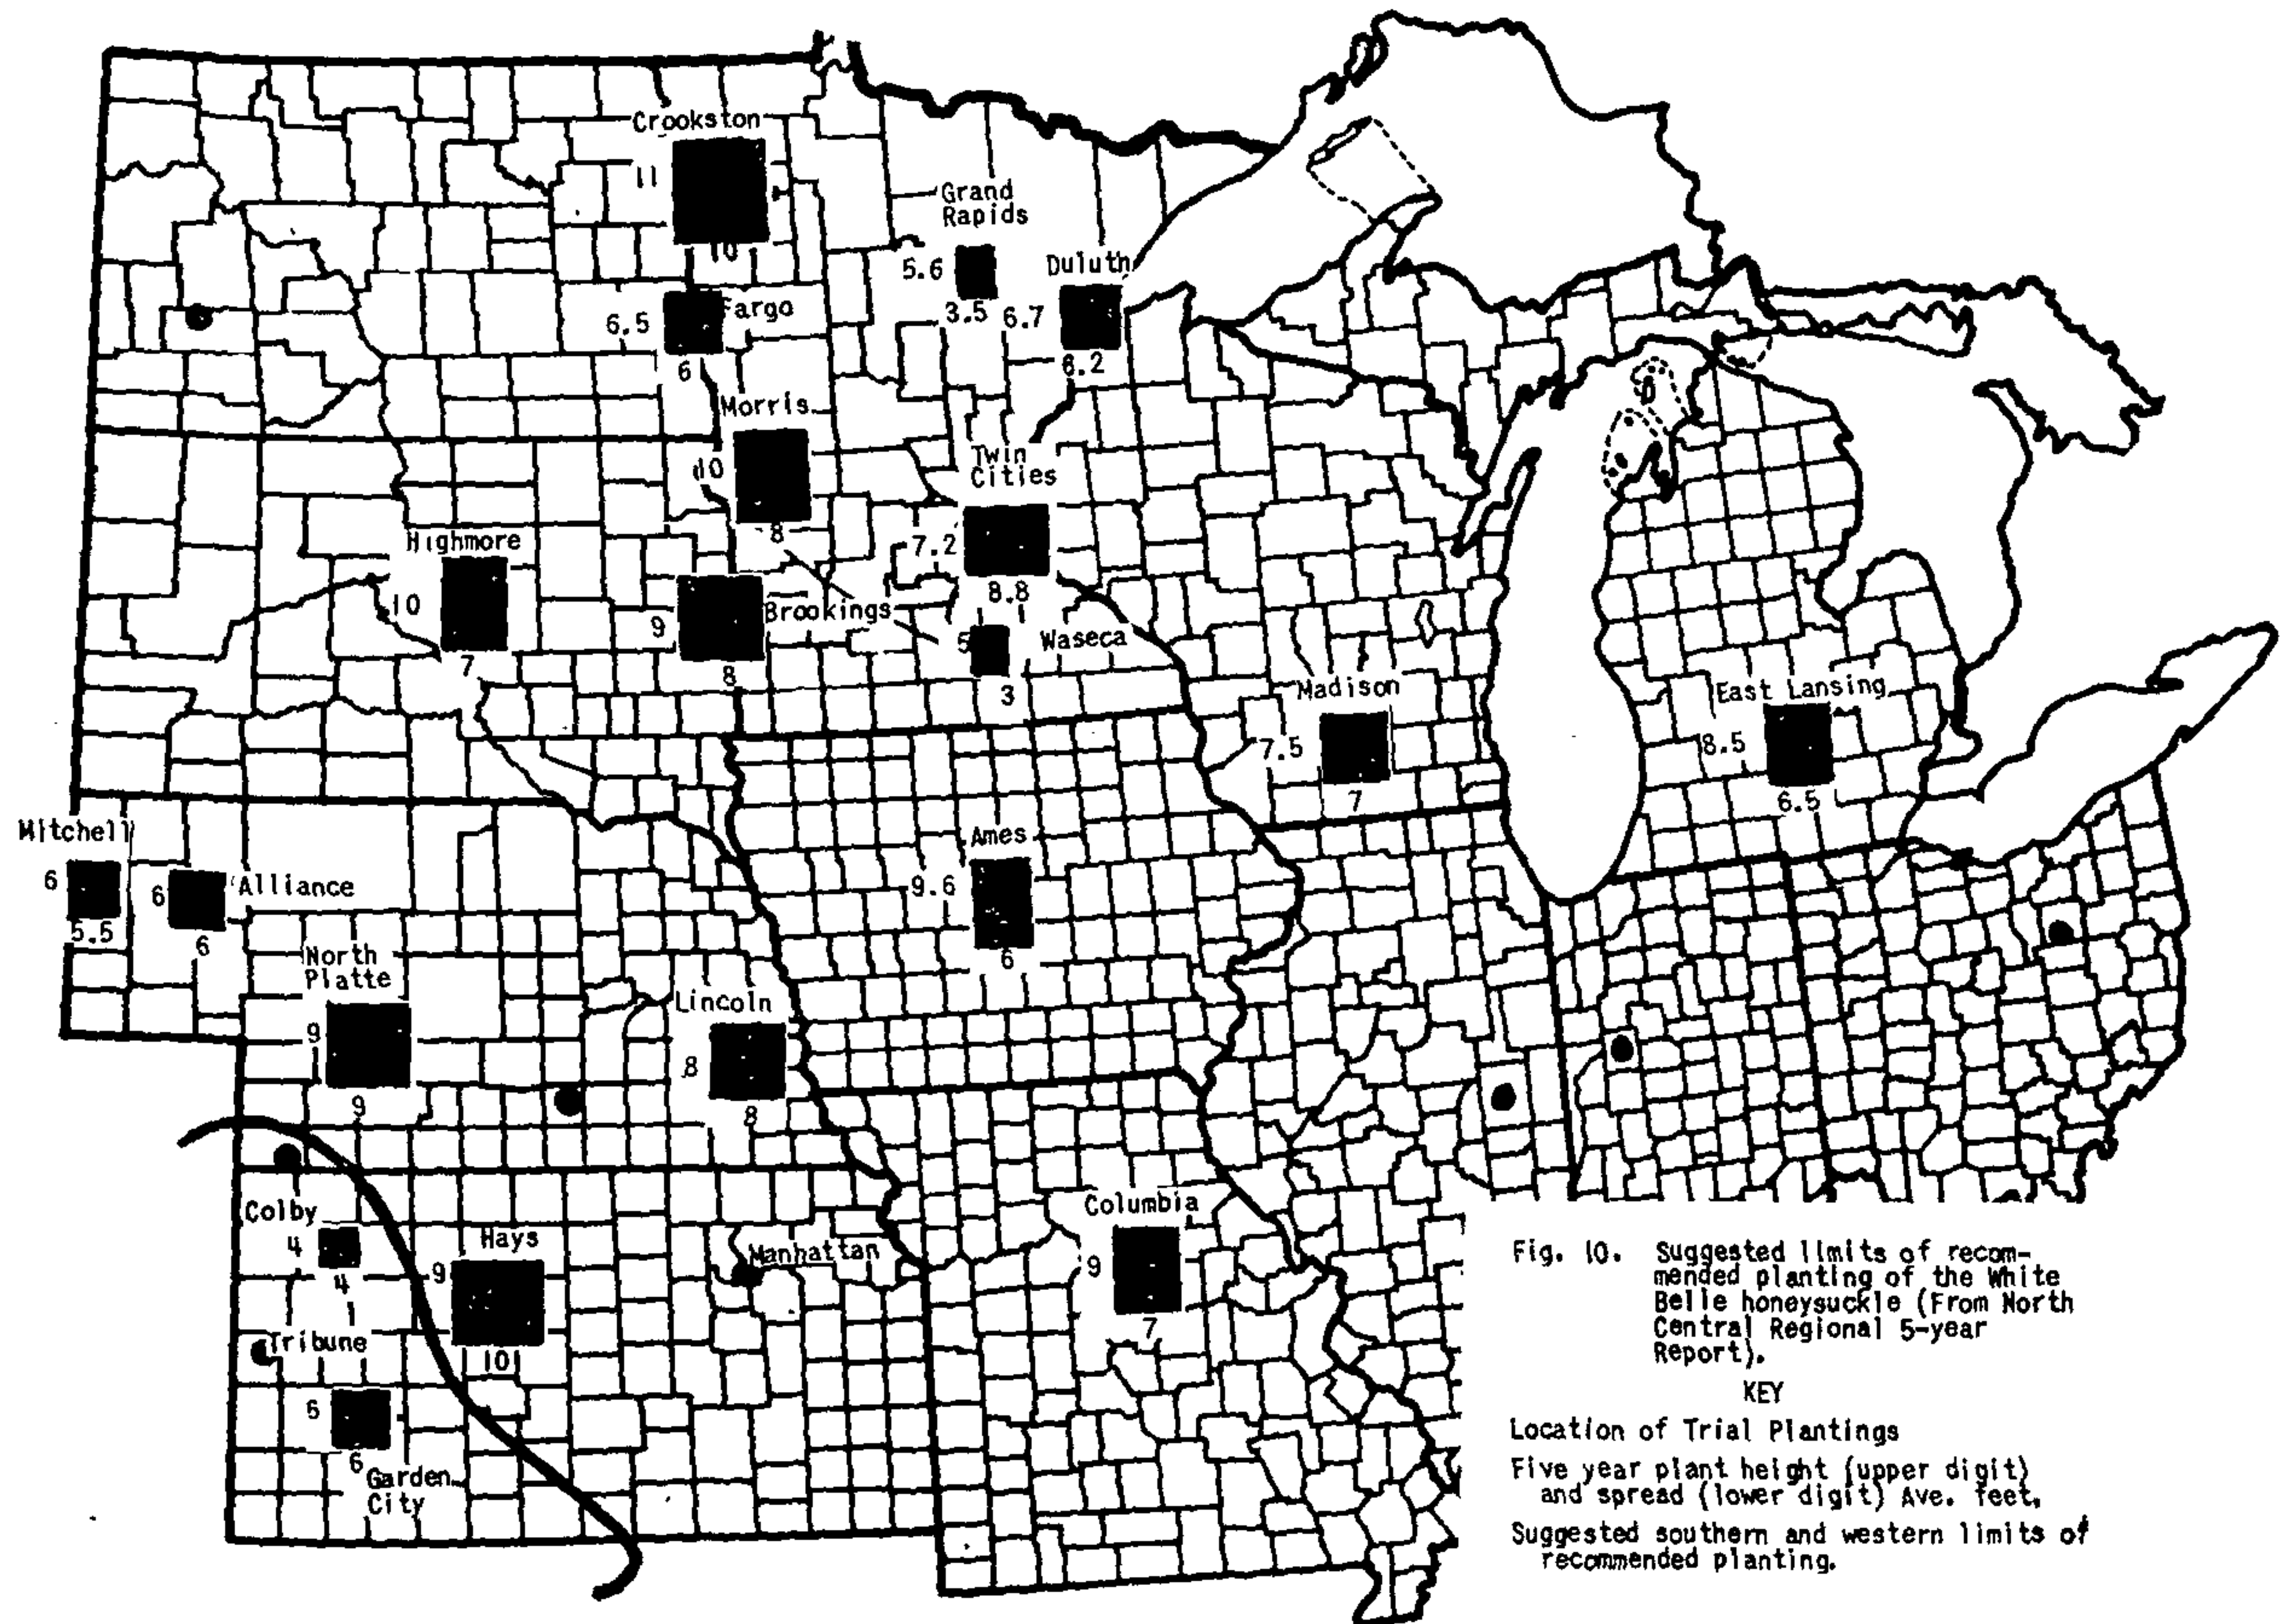 Crookston
11
10
Grand
Rapids
5.6
3.5
Duluth
6.7
6.2
Fargo
6.5
6
Morris
10
8
Twin
Cities
7.2
8.8
Highmore
10
7
Brookings
9
8
Waseca
5
3
Madison
7.5
7
East Lansing
8.5
6.5
Mitchell
6
5.5
Alliance
6
6
Ames
9.6
6
North
Platte
9
9
Lincoln
8
8
Colby
4
4
Hays
9
10
Manhattan
Columbia
9
7
Tribune
5
6
Garden
City
Fig. 10. Suggested limits of recom-
mended planting of the White
Belle honeysuckle (From North
Central Regional 5-year
Report).
KEY
Location of Trial Plantings
Five year plant height (upper digit)
and spread (lower digit) Ave. feet.
Suggested southern and western limits of
recommended planting.